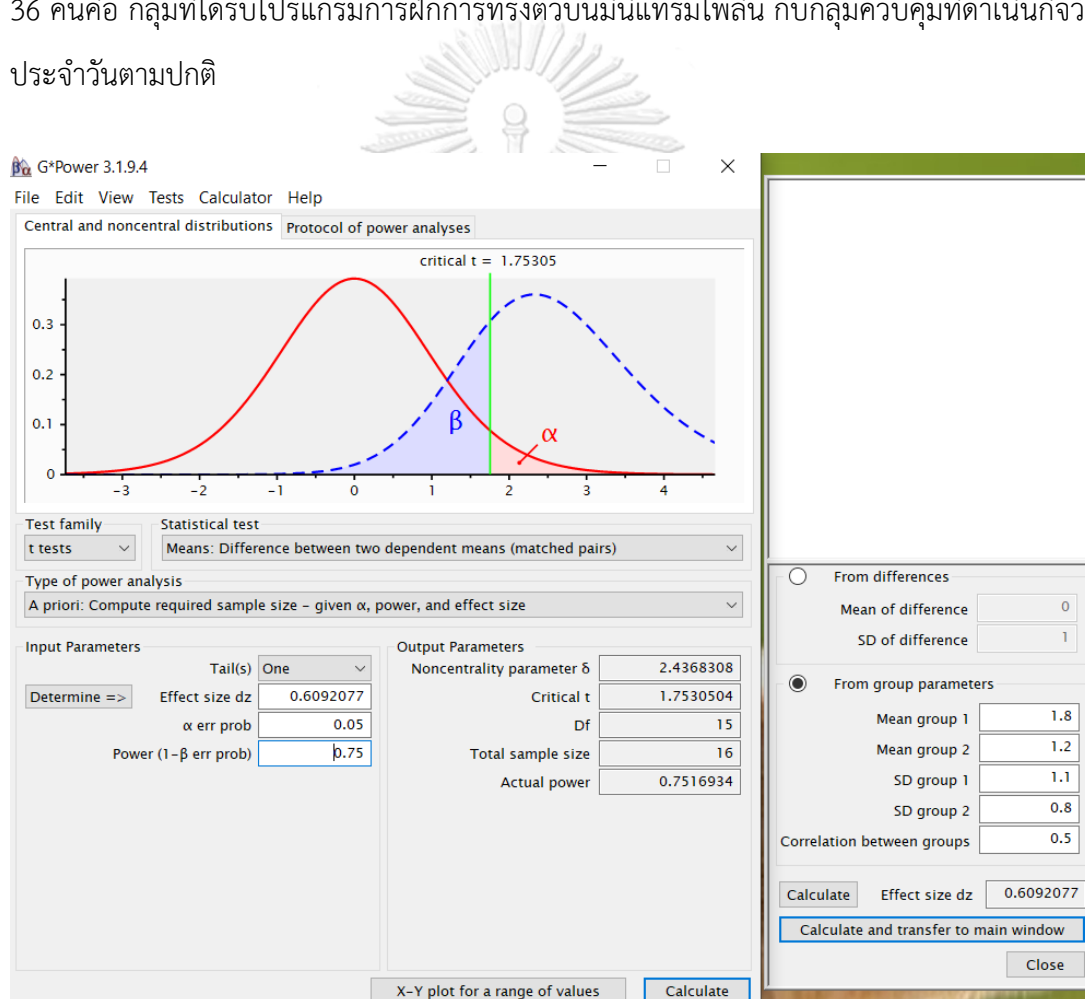 36 คนคือ กลุ่มที่ได้รับโปรแกรมการฝึกการทรงตัวบนมินิแทรมโพลีน กับกลุ่มควบคุมที่ดำเนินกิจวัตร
ประจำวันตามปกติ
G*Power 3.1.9.4
File Edit View Tests Calculator Help
Central and noncentral distributions Protocol of power analyses
critical t = 1.75305
0.3
0.2
0.1
0
β
α
-3 -2 -1 0 1 2 3 4
Test family Statistical test
t tests Means: Difference between two dependent means (matched pairs)
Type of power analysis
A priori: Compute required sample size – given α, power, and effect size
Input Parameters
Tail(s) One
Determine => Effect size dz 0.6092077
α err prob 0.05
Power (1-β err prob) 0.75
Output Parameters
Noncentrality parameter δ 2.4368308
Critical t 1.7530504
Df 15
Total sample size 16
Actual power 0.7516934
X-Y plot for a range of values Calculate
From differences
Mean of difference 0
SD of difference 1
From group parameters
Mean group 1 1.8
Mean group 2 1.2
SD group 1 1.1
SD group 2 0.8
Correlation between groups 0.5
Calculate Effect size dz 0.6092077
Calculate and transfer to main window
Close